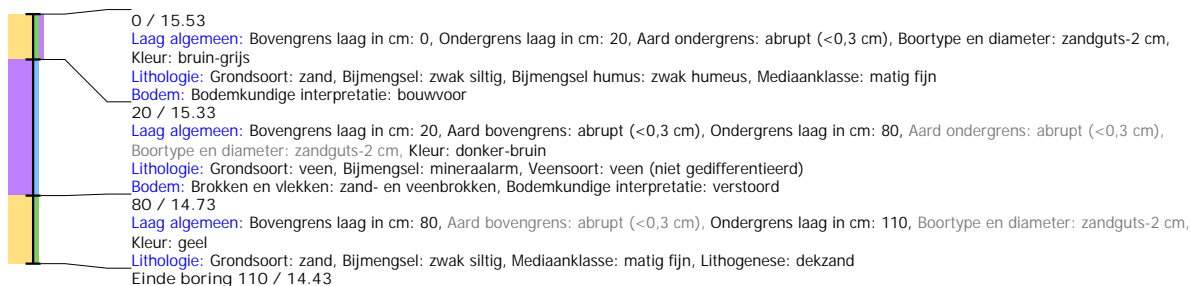 0 / 15.53
Laag algemeen: Bovengrens laag in cm: 0, Ondergrens laag in cm: 20, Aard ondergrens: abrupt (<0,3 cm), Boortype en diameter: zandguts-2 cm,
Kleur: bruin-grijs
Lithologie: Grondsoort: zand, Bijmengsel: zwak siltig, Bijmengsel humus: zwak humeus, Mediaanklasse: matig fijn
Bodem: Bodemkundige interpretatie: bouwvoor
20 / 15.33
Laag algemeen: Bovengrens laag in cm: 20, Aard bovengrens: abrupt (<0,3 cm), Ondergrens laag in cm: 80, Aard ondergrens: abrupt (<0,3 cm),
Boortype en diameter: zandguts-2 cm, Kleur: donker-bruin
Lithologie: Grondsoort: veen, Bijmengsel: mineraalarm, Veensoort: veen (niet gedifferentieerd)
Bodem: Brokken en vlekken: zand- en veenbrokken, Bodemkundige interpretatie: verstoord
80 / 14.73
Laag algemeen: Bovengrens laag in cm: 80, Aard bovengrens: abrupt (<0,3 cm), Ondergrens laag in cm: 110, Boortype en diameter: zandguts-2 cm,
Kleur: geel
Lithologie: Grondsoort: zand, Bijmengsel: zwak siltig, Mediaanklasse: matig fijn, Lithogenese: dekzand
Einde boring 110 / 14.43